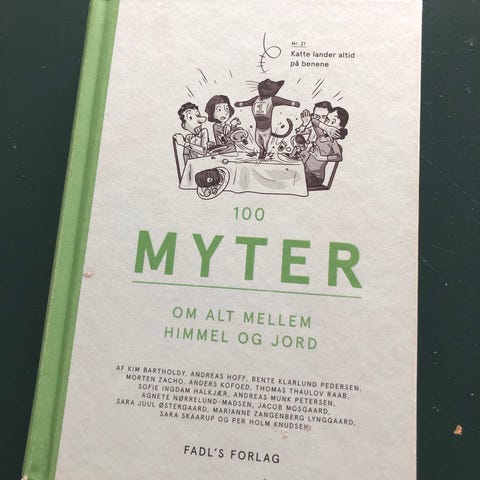 Nr. 21
Katte lander altid
på benene
100
MYTER
OM ALT MELLEM
HIMMEL OG JORD
AF KIM BARTHOLDY, ANDREAS HOFF, BENTE KLARLUND PEDERSEN,
MORTEN ZACHO, ANDERS KOFOED, THOMAS THAULOV RAAB,
SOFIE INGDAM HALKJÆR, ANDREAS MUNK PETERSEN,
AGNETE NØRRELUND-MADSEN, JACOB MOSGAARD,
SARA JUUL ØSTERGAARD, MARIANNE ZANGENBERG LYNGGAARD,
SARA SKAARUP OG PER HOLM KNUDSEN
FADL'S FORLAG